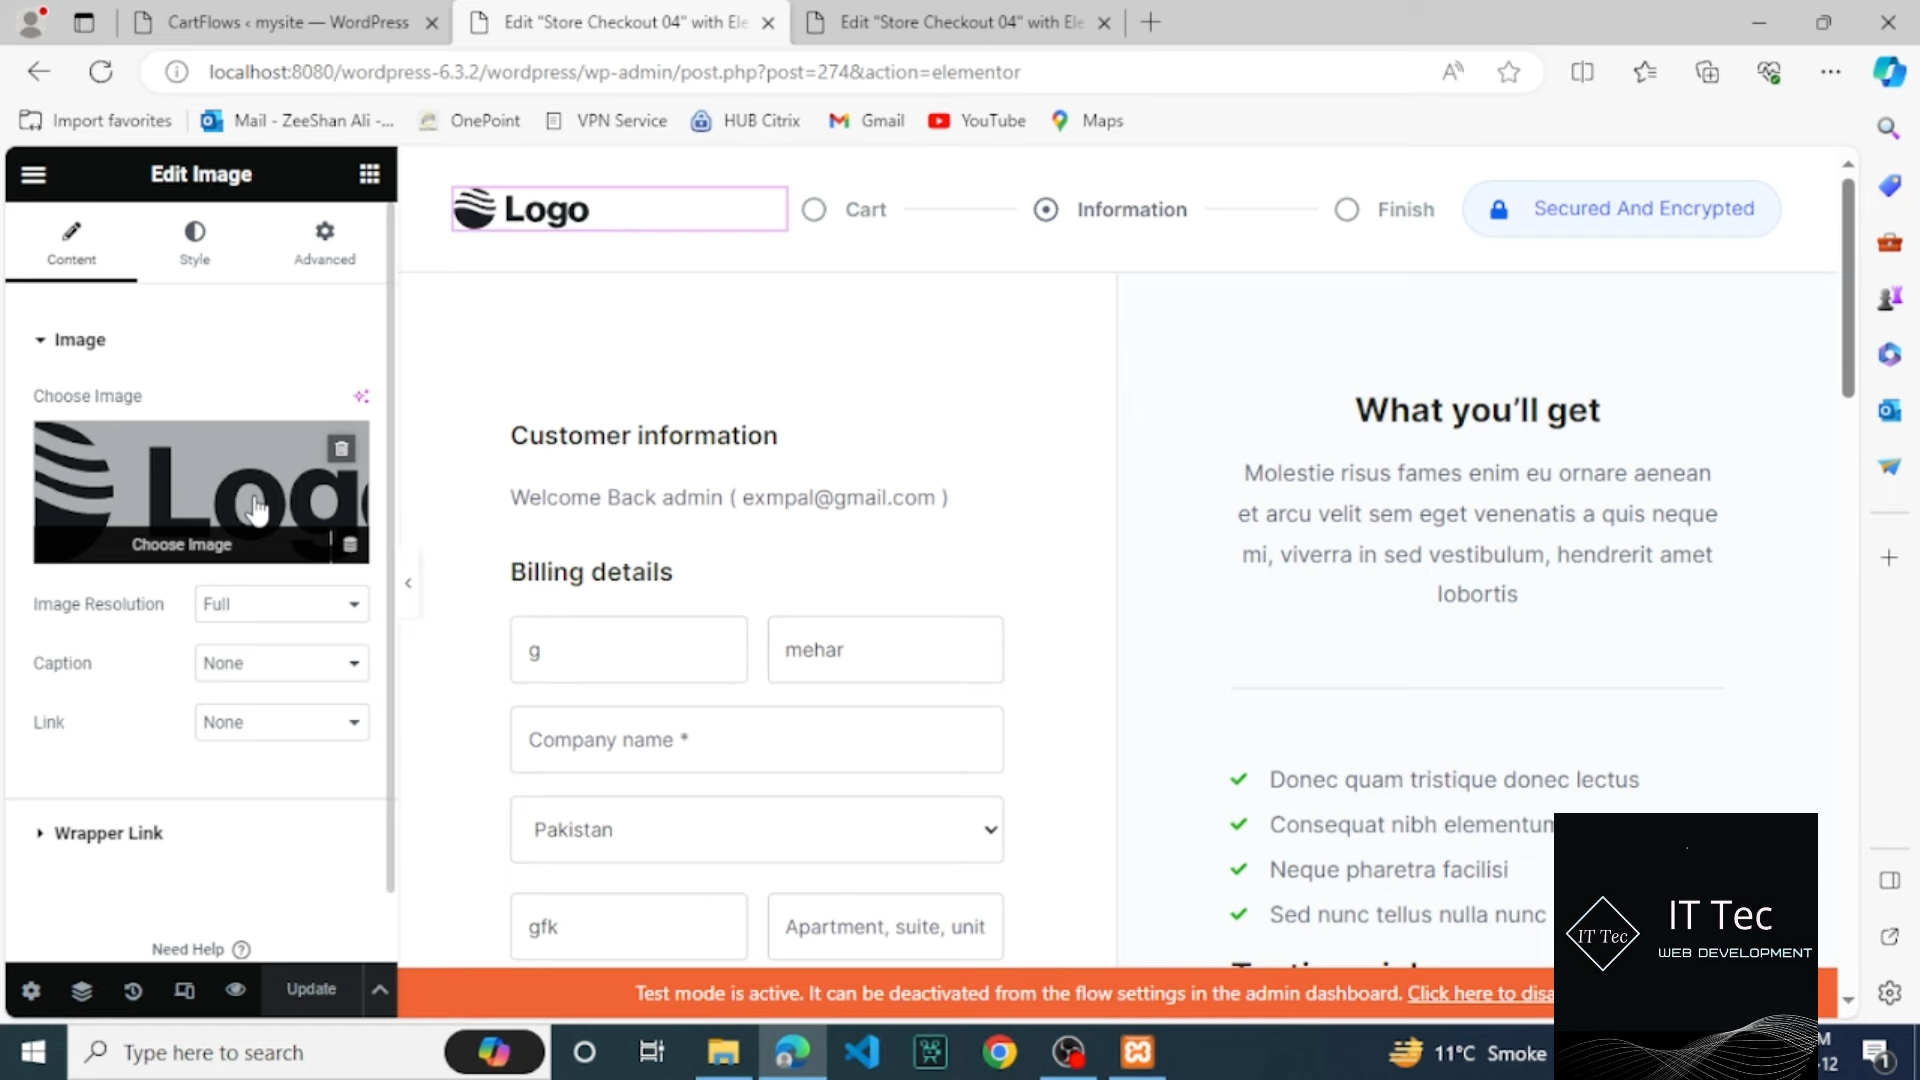 CartFlows ‹ mysite — WordPress
Edit "Store Checkout 04" with Ele
Edit "Store Checkout 04" with Ele
localhost:8080/wordpress-6.3.2/wordpress/wp-admin/post.php?post=274&action=elementor
Import favorites
Mail - ZeeShan Ali -...
OnePoint
VPN Service
HUB Citrix
Gmail
YouTube
Maps
Edit Image
Content
Style
Advanced
Image
Choose Image
Logo
Choose Image
Image Resolution
Full
Caption
None
Link
None
Wrapper Link
Need Help
Update
Logo
Cart
Information
Finish
Secured And Encrypted
Customer information
Welcome Back admin ( exmpal@gmail.com )
Billing details
g
mehar
Company name *
Pakistan
gfk
Apartment, suite, unit
What you’ll get
Molestie risus fames enim eu ornare aenean
et arcu velit sem eget venenatis a quis neque
mi, viverra in sed vestibulum, hendrerit amet
lobortis
Donec quam tristique donec lectus
Consequat nibh elementum
Neque pharetra facilisi
Sed nunc tellus nulla nunc
Test mode is active. It can be deactivated from the flow settings in the admin dashboard. Click here to disa
IT Tec
IT Tec
WEB DEVELOPMENT
Type here to search
11°C Smoke
M
-12
1